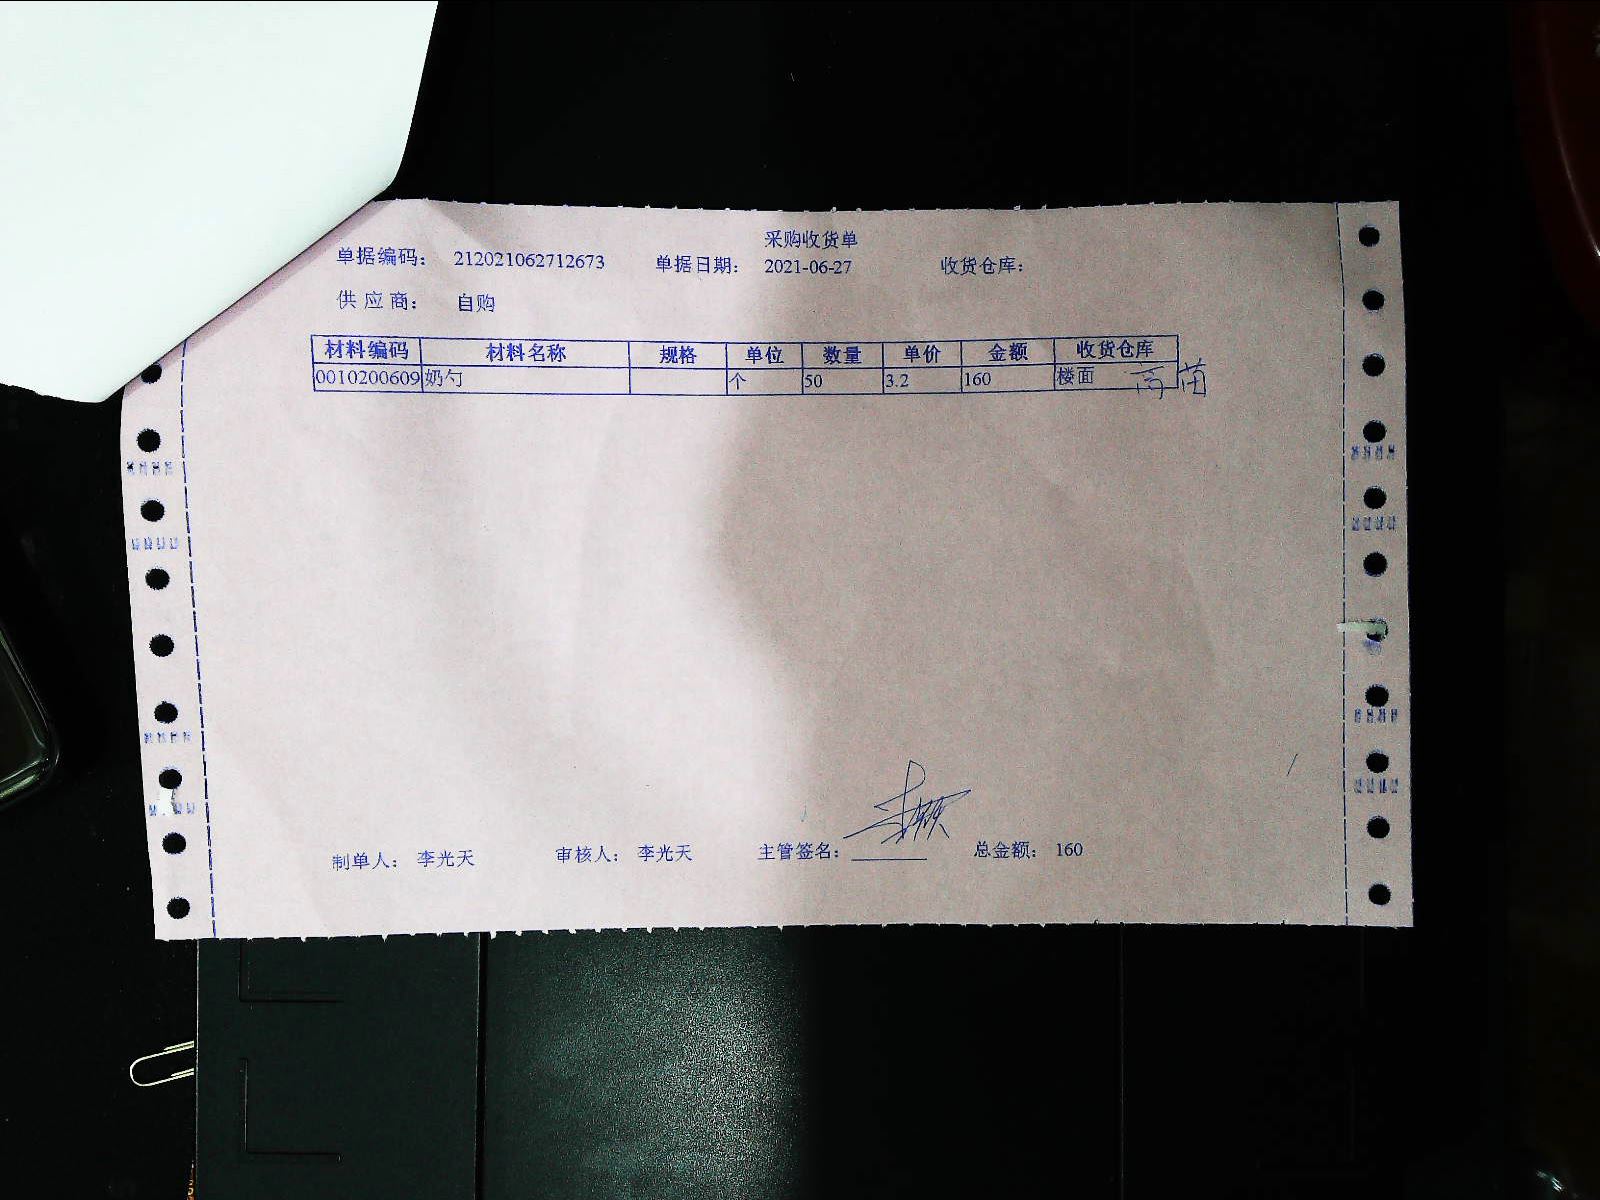 采购收货单
单据编码： 212021062712673 单据日期： 2021-06-27 收货仓库：
供应商： 自购
材料编码 材料名称 规格 单位 数量 单价 金额 收货仓库
0010200609 奶勺 个 50 3.2 160 楼面
制单人： 李光天 审核人： 李光天 主管签名： 总金额： 160